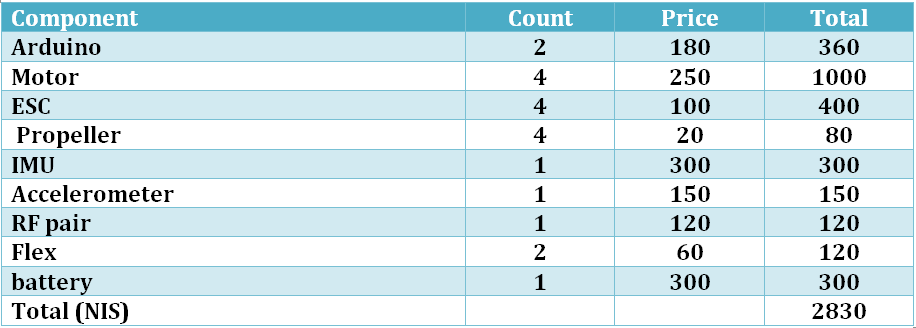 Component Count Price Total
Arduino 2 180 360
Motor 4 250 1000
ESC 4 100 400
Propeller 4 20 80
IMU 1 300 300
Accelerometer 1 150 150
RF pair 1 120 120
Flex 2 60 120
battery 1 300 300
Total (NIS) 2830